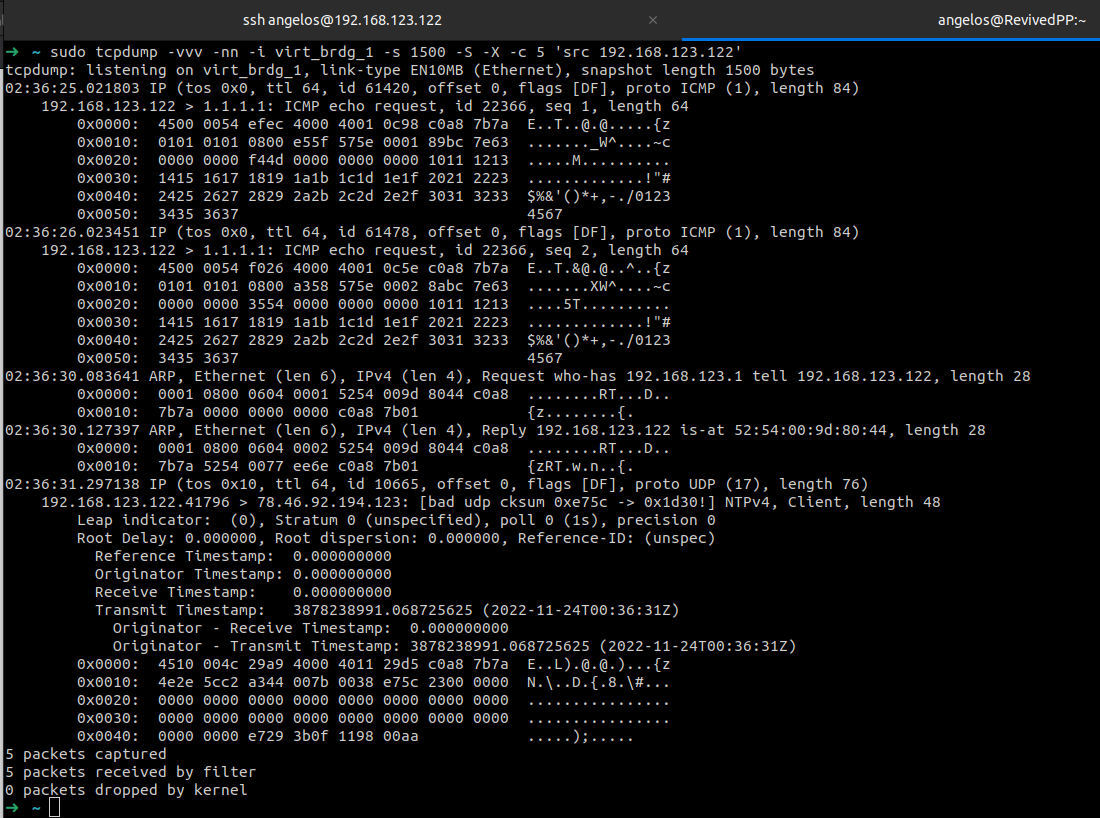 ssh angelos@192.168.123.122 × angelos@RevivedPP:~
→ ~ sudo tcpdump -vvv -nn -i virt_brdg_1 -s 1500 -S -X -c 5 'src 192.168.123.122'
tcpdump: listening on virt_brdg_1, link-type EN10MB (Ethernet), snapshot length 1500 bytes
02:36:25.021803 IP (tos 0x0, ttl 64, id 61420, offset 0, flags [DF], proto ICMP (1), length 84)
    192.168.123.122 > 1.1.1.1: ICMP echo request, id 22366, seq 1, length 64
        0x0000:  4500 0054 efec 4000 4001 0c98 c0a8 7b7a  E..T..@.@.....{z
        0x0010:  0101 0101 0800 e55f 575e 0001 89bc 7e63  ......._W^....~c
        0x0020:  0000 0000 f44d 0000 0000 0000 1011 1213  .....M..........
        0x0030:  1415 1617 1819 1a1b 1c1d 1e1f 2021 2223  .............!"#
        0x0040:  2425 2627 2829 2a2b 2c2d 2e2f 3031 3233  $%&'()*+,-./0123
        0x0050:  3435 3637                                4567
02:36:26.023451 IP (tos 0x0, ttl 64, id 61478, offset 0, flags [DF], proto ICMP (1), length 84)
    192.168.123.122 > 1.1.1.1: ICMP echo request, id 22366, seq 2, length 64
        0x0000:  4500 0054 f026 4000 4001 0c5e c0a8 7b7a  E..T.&@.@..^..{z
        0x0010:  0101 0101 0800 a358 575e 0002 8abc 7e63  .......XW^....~c
        0x0020:  0000 0000 3554 0000 0000 0000 1011 1213  ....5T..........
        0x0030:  1415 1617 1819 1a1b 1c1d 1e1f 2021 2223  .............!"#
        0x0040:  2425 2627 2829 2a2b 2c2d 2e2f 3031 3233  $%&'()*+,-./0123
        0x0050:  3435 3637                                4567
02:36:30.083641 ARP, Ethernet (len 6), IPv4 (len 4), Request who-has 192.168.123.1 tell 192.168.123.122, length 28
        0x0000:  0001 0800 0604 0001 5254 009d 8044 c0a8  ........RT...D..
        0x0010:  7b7a 0000 0000 0000 c0a8 7b01            {z........{.
02:36:30.127397 ARP, Ethernet (len 6), IPv4 (len 4), Reply 192.168.123.122 is-at 52:54:00:9d:80:44, length 28
        0x0000:  0001 0800 0604 0002 5254 009d 8044 c0a8  ........RT...D..
        0x0010:  7b7a 5254 0077 ee6e c0a8 7b01            {zRT.w.n..{.
02:36:31.297138 IP (tos 0x10, ttl 64, id 10665, offset 0, flags [DF], proto UDP (17), length 76)
    192.168.123.122.41796 > 78.46.92.194.123: [bad udp cksum 0xe75c -> 0x1d30!] NTPv4, Client, length 48
        Leap indicator:  (0), Stratum 0 (unspecified), poll 0 (1s), precision 0
        Root Delay: 0.000000, Root dispersion: 0.000000, Reference-ID: (unspec)
          Reference Timestamp:  0.000000000
          Originator Timestamp: 0.000000000
          Receive Timestamp:    0.000000000
          Transmit Timestamp:   3878238991.068725625 (2022-11-24T00:36:31Z)
            Originator - Receive Timestamp:  0.000000000
            Originator - Transmit Timestamp: 3878238991.068725625 (2022-11-24T00:36:31Z)
        0x0000:  4510 004c 29a9 4000 4011 29d5 c0a8 7b7a  E..L).@.@.)...{z
        0x0010:  4e2e 5cc2 a344 007b 0038 e75c 2300 0000  N.\..D.{.8.\#...
        0x0020:  0000 0000 0000 0000 0000 0000 0000 0000  ................
        0x0030:  0000 0000 0000 0000 0000 0000 0000 0000  ................
        0x0040:  0000 0000 e729 3b0f 1198 00aa            .....);.....
5 packets captured
5 packets received by filter
0 packets dropped by kernel
→ ~